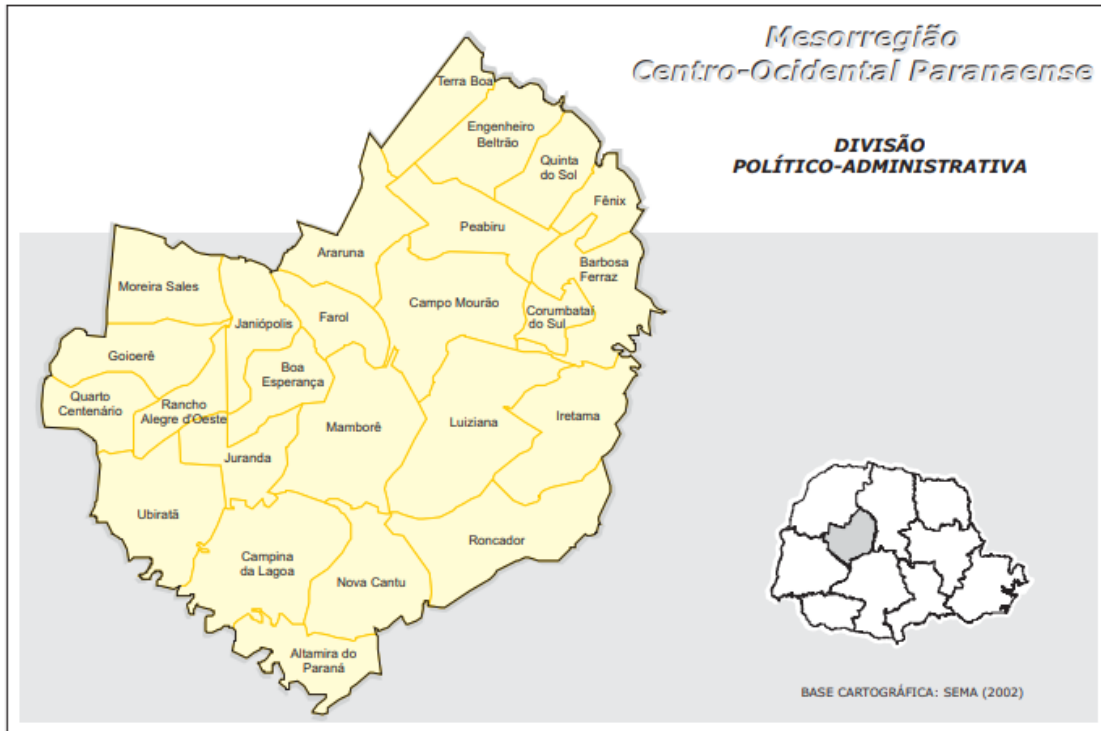 Mesorregião
Centro-Ocidental Paranaense
DIVISÃO
POLÍTICO-ADMINISTRATIVA
Terra Boa
Engenheiro
Beltrão
Quinta
do Sol
Fênix
Peabiru
Araruna
Barbosa
Ferraz
Moreira Sales
Campo Mourão
Corumbataí
do Sul
Farol
Janiópolis
Goioerê
Boa
Esperança
Quarto
Centenário
Rancho
Alegre d'Oeste
Mamborê
Luiziana
Iretama
Juranda
Ubiratã
Roncador
Campina
da Lagoa
Nova Cantu
Altamira do
Paraná
BASE CARTOGRÁFICA: SEMA (2002)